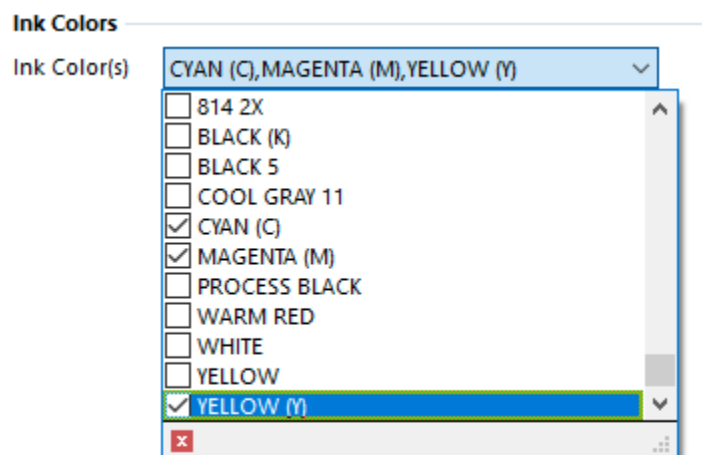 Ink Colors
Ink Color(s)
CYAN (C),MAGENTA (M),YELLOW (Y)
814 2X
BLACK (K)
BLACK 5
COOL GRAY 11
CYAN (C)
MAGENTA (M)
PROCESS BLACK
WARM RED
WHITE
YELLOW
YELLOW (Y)